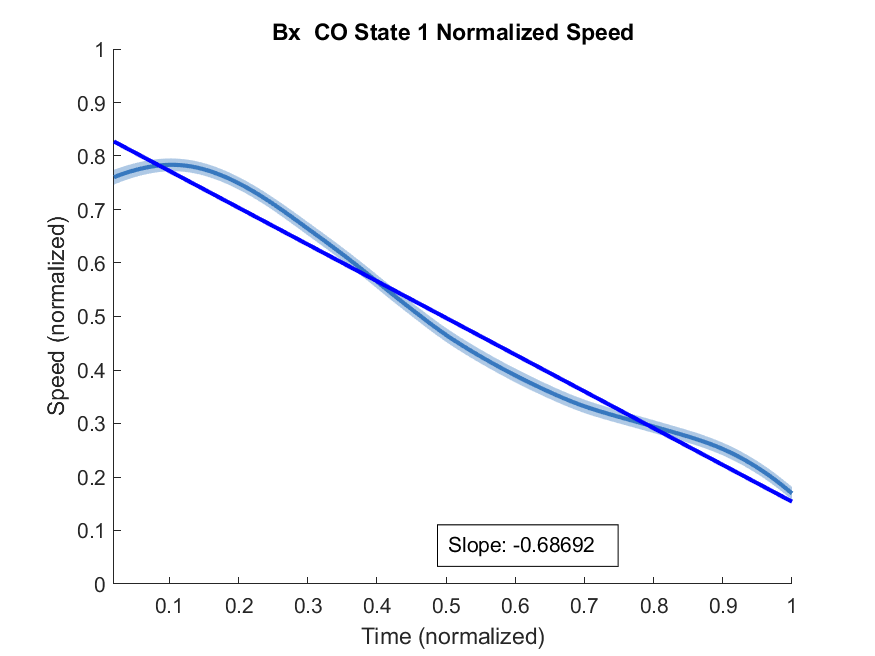 Bx  CO State 1 Normalized Speed
1
0.9
0.8
0.7
0.6
0.5
0.4
0.3
0.2
0.1
0
Speed (normalized)
Slope: -0.68692
0.1 0.2 0.3 0.4 0.5 0.6 0.7 0.8 0.9 1
Time (normalized)